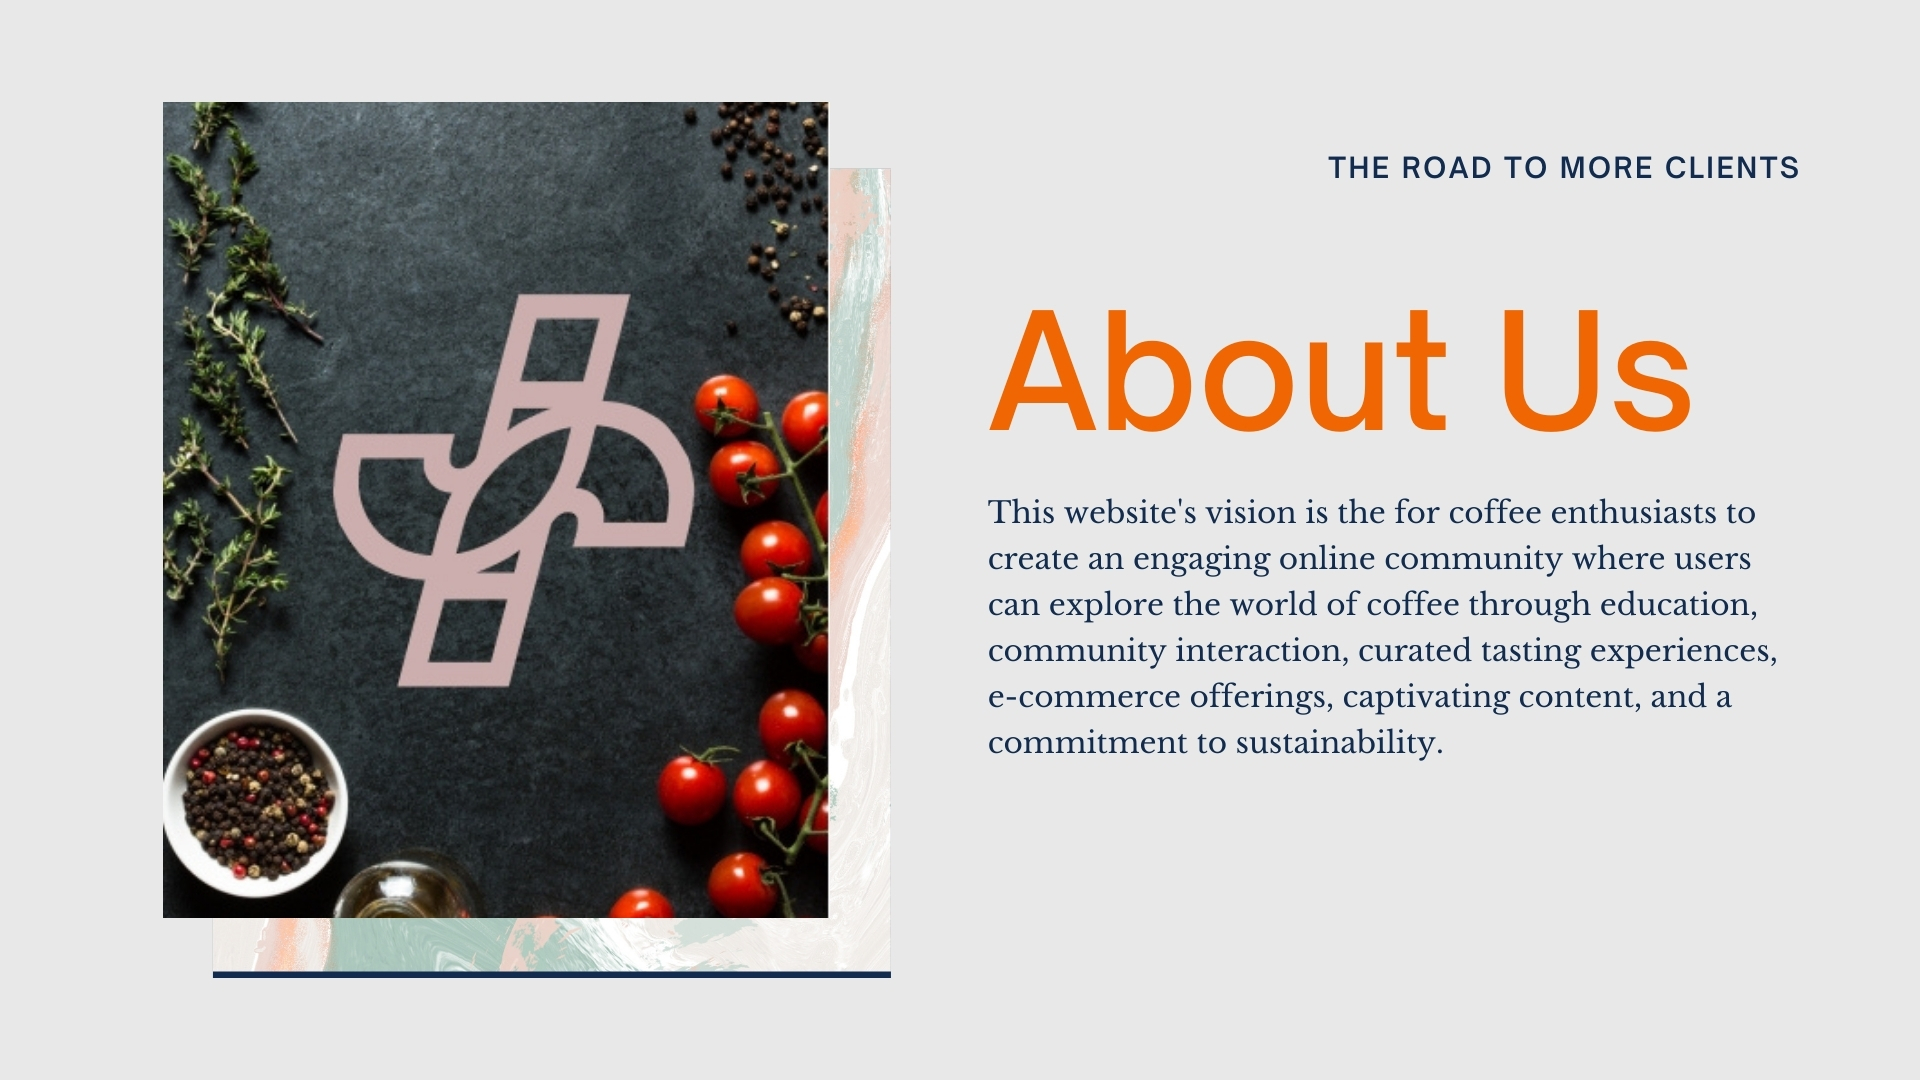 THE ROAD TO MORE CLIENTS
About Us
This website's vision is the for coffee enthusiasts to
create an engaging online community where users
can explore the world of coffee through education,
community interaction, curated tasting experiences,
e-commerce offerings, captivating content, and a
commitment to sustainability.